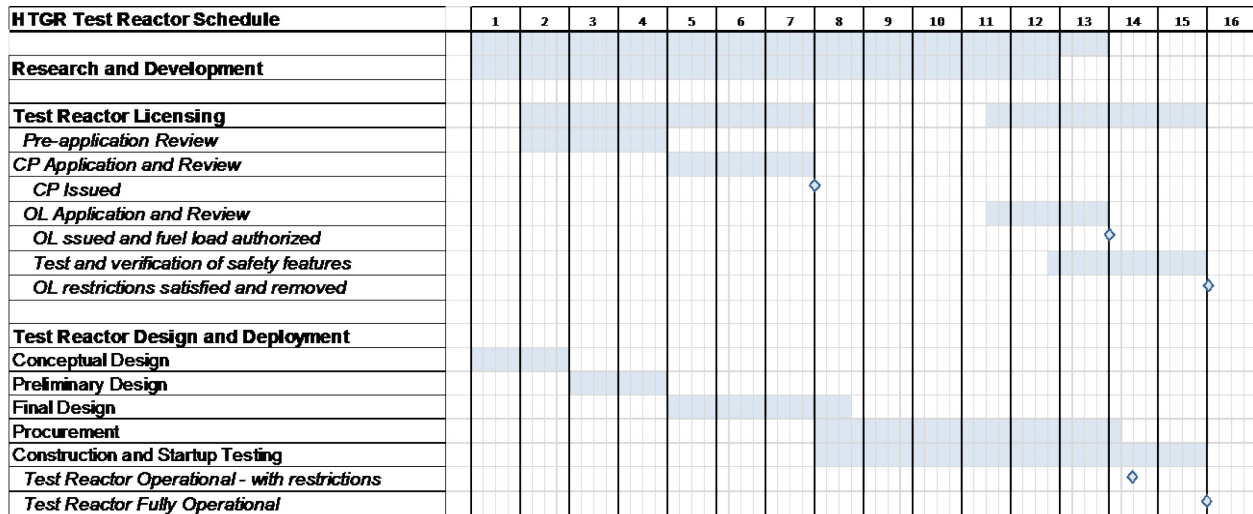 HTGR Test Reactor Schedule 1 2 3 4 5 6 7 8 9 10 11 12 13 14 15 16
Research and Development
Test Reactor Licensing
Pre-application Review
CP Application and Review
CP Issued
OL Application and Review
OL ssued and fuel load authorized
Test and verification of safety features
OL restrictions satisfied and removed
Test Reactor Design and Deployment
Conceptual Design
Preliminary Design
Final Design
Procurement
Construction and Startup Testing
Test Reactor Operational - with restrictions
Test Reactor Fully Operational